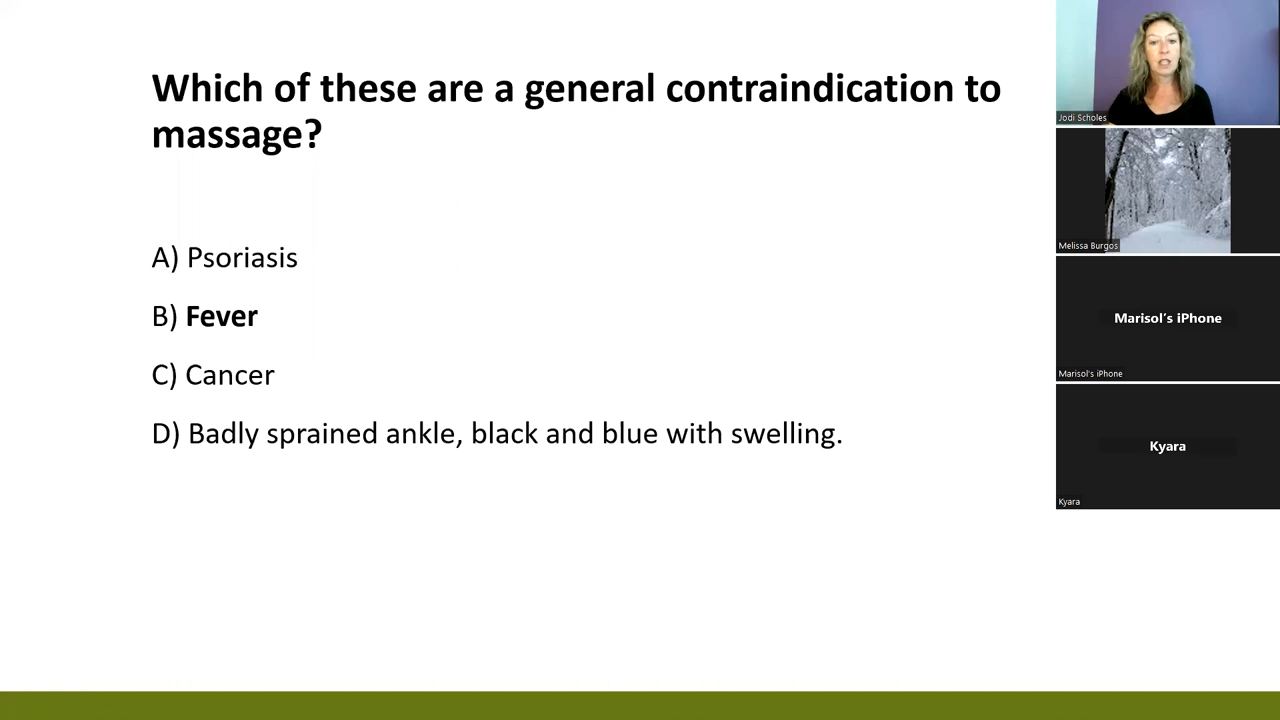 Which of these are a general contraindication to
massage?
A) Psoriasis
B) Fever
C) Cancer
D) Badly sprained ankle, black and blue with swelling.
Jodi Scholes
Melissa Burgos
Marisol's iPhone
Marisol's iPhone
Kyara
Kyara